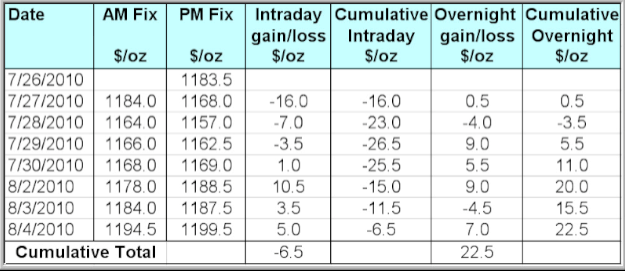 Date AM Fix PM Fix Intraday Cumulative Overnight Cumulative
gain/loss Intraday gain/loss Overnight
$/oz $/oz $/oz $/oz $/oz $/oz
7/26/2010 1183.5
7/27/2010 1184.0 1168.0 -16.0 -16.0 0.5 0.5
7/28/2010 1164.0 1157.0 -7.0 -23.0 -4.0 -3.5
7/29/2010 1166.0 1162.5 -3.5 -26.5 9.0 5.5
7/30/2010 1168.0 1169.0 1.0 -25.5 5.5 11.0
8/2/2010 1178.0 1188.5 10.5 -15.0 9.0 20.0
8/3/2010 1184.0 1187.5 3.5 -11.5 -4.5 15.5
8/4/2010 1194.5 1199.5 5.0 -6.5 7.0 22.5
Cumulative Total -6.5 22.5